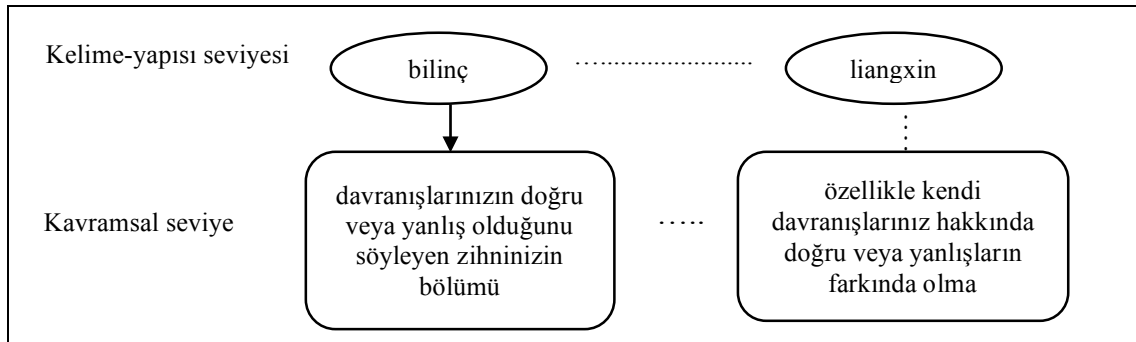 Kelime-yapısı seviyesi
bilinç
liangxin
Kavramsal seviye
davranışlarınızın doğru
veya yanlış olduğunu
söyleyen zihninizin
bölümü
özellikle kendi
davranışlarınız hakkında
doğru veya yanlışların
farkında olma